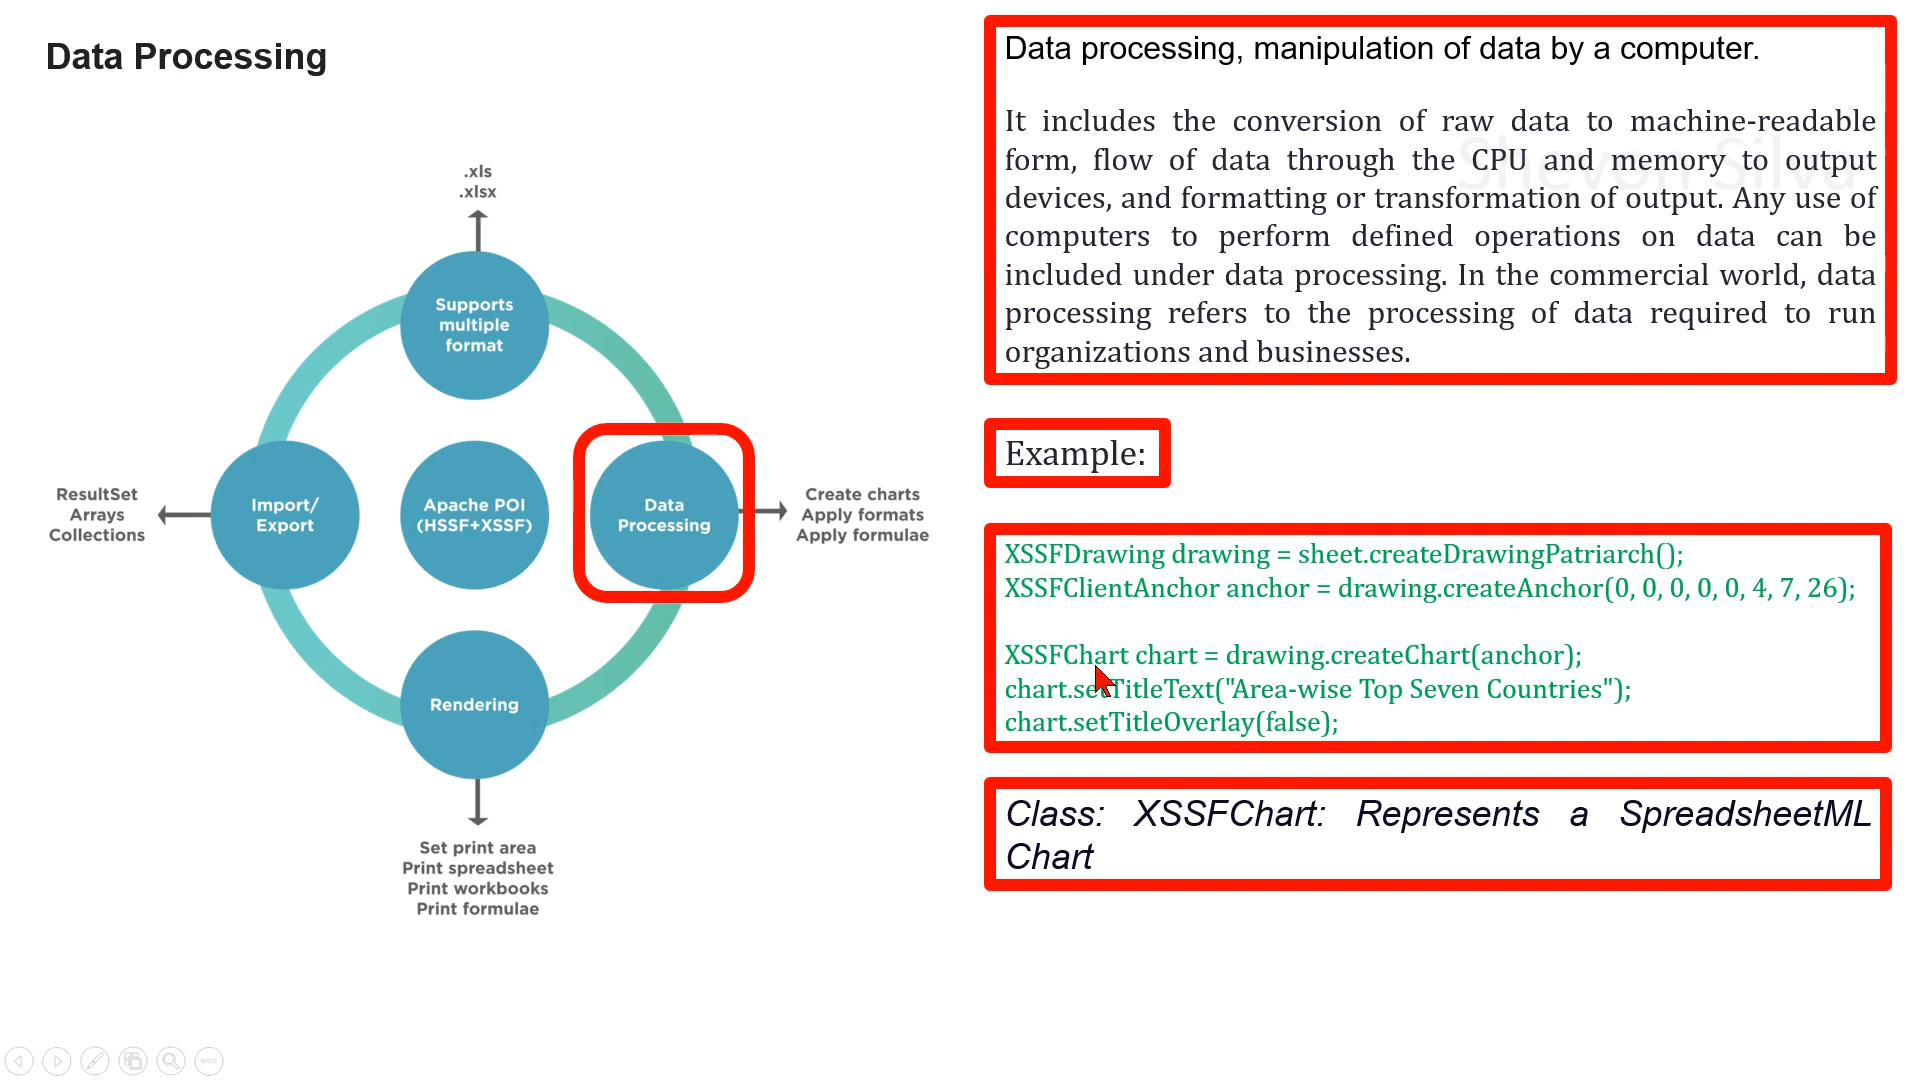 Data Processing
.xls
.xlsx
Supports
multiple
format
Import/
Export
ResultSet
Arrays
Collections
Apache POI
(HSSF+XSSF)
Data
Processing
Create charts
Apply formats
Apply formulae
Rendering
Set print area
Print spreadsheet
Print workbooks
Print formulae
Data processing, manipulation of data by a computer.
It includes the conversion of raw data to machine-readable
form, flow of data through the CPU and memory to output
devices, and formatting or transformation of output. Any use of
computers to perform defined operations on data can be
included under data processing. In the commercial world, data
processing refers to the processing of data required to run
organizations and businesses.
Shevon Silva
Example:
XSSFDrawing drawing = sheet.createDrawingPatriarch();
XSSFClientAnchor anchor = drawing.createAnchor(0, 0, 0, 0, 0, 4, 7, 26);
XSSFChart chart = drawing.createChart(anchor);
chart.setTitleText("Area-wise Top Seven Countries");
chart.setTitleOverlay(false);
Class: XSSFChart: Represents a SpreadsheetML
Chart